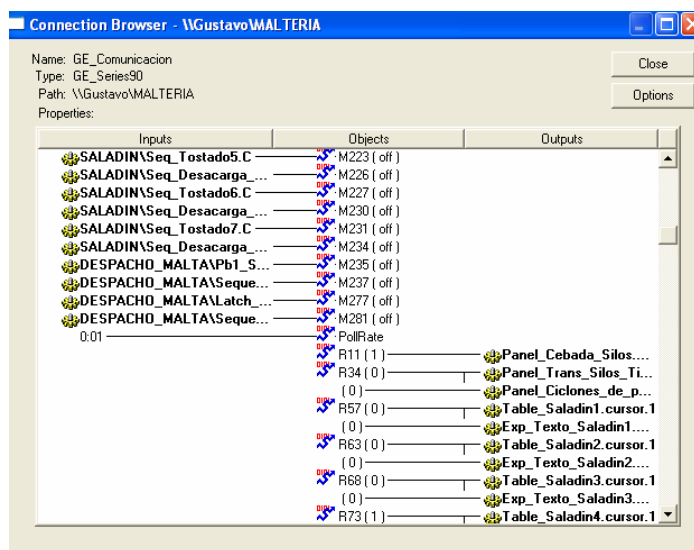 Connection Browser - \\Gustavo\MALTERIA
Name: GE_Comunicacion
Close
Type: GE_Series90
Path: \\Gustavo\MALTERIA
Options
Properties:
Inputs Objects Outputs
SALADIN\Seq_Tostado5.C M223 ( off )
SALADIN\Seq_Desacarga_... M226 ( off )
SALADIN\Seq_Tostado6.C M227 ( off )
SALADIN\Seq_Desacarga_... M230 ( off )
SALADIN\Seq_Tostado7.C M231 ( off )
SALADIN\Seq_Desacarga_... M234 ( off )
DESPACHO_MALTA\Pb1_S... M235 ( off )
DESPACHO_MALTA\Seque... M237 ( off )
DESPACHO_MALTA\Latch_... M277 ( off )
DESPACHO_MALTA\Seque... M281 ( off )
0:01 PollRate
R11 ( 1 ) Panel_Cebada_Silos....
R34 ( 0 ) Panel_Trans_Silos_Ti...
( 0 ) Panel_Ciclones_de_p...
R57 ( 0 ) Table_Saladin1.cursor.1
( 0 ) Exp_Texto_Saladin1....
R63 ( 0 ) Table_Saladin2.cursor.1
( 0 ) Exp_Texto_Saladin2....
R68 ( 0 ) Table_Saladin3.cursor.1
( 0 ) Exp_Texto_Saladin3....
R73 ( 1 ) Table_Saladin4.cursor.1